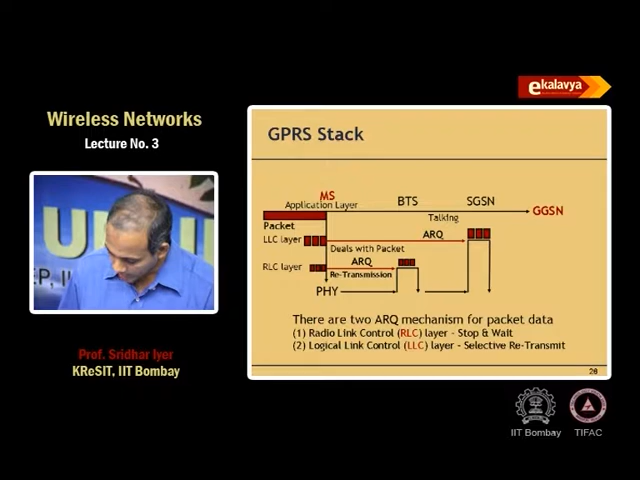 ekalavya
Wireless Networks
Lecture No. 3
GPRS Stack
MS
BTS
SGSN
Application Layer
GGSN
Talking
Packet
ARQ
LLC layer
Deals with Packet
ARQ
RLC layer
Re-Transmission
PHY
There are two ARQ mechanism for packet data
(1) Radio Link Control (RLC) layer - Stop & Wait
(2) Logical Link Control (LLC) layer - Selective Re-Transmit
Prof. Sridhar Iyer
KReSIT, IIT Bombay
IIT Bombay
TIFAC